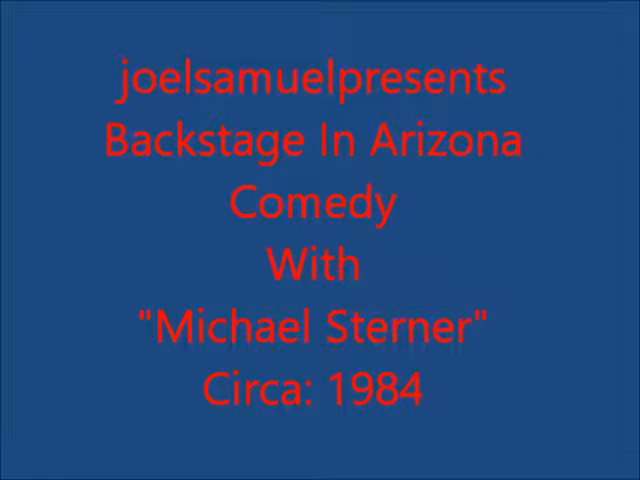 joelsamuelpresents
Backstage In Arizona
Comedy
With
"Michael Sterner"
Circa: 1984